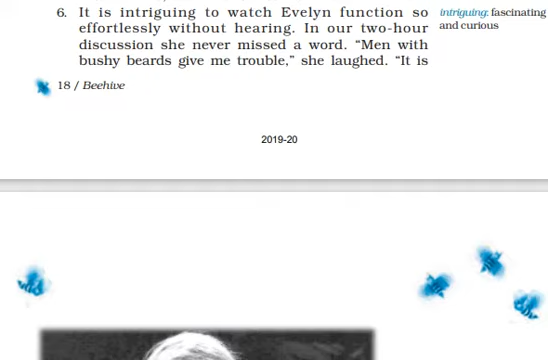 6. It is intriguing to watch Evelyn function so
effortlessly without hearing. In our two-hour
discussion she never missed a word. “Men with
bushy beards give me trouble,” she laughed. “It is
intriguing: fascinating
and curious
18 / Beehive
2019-20